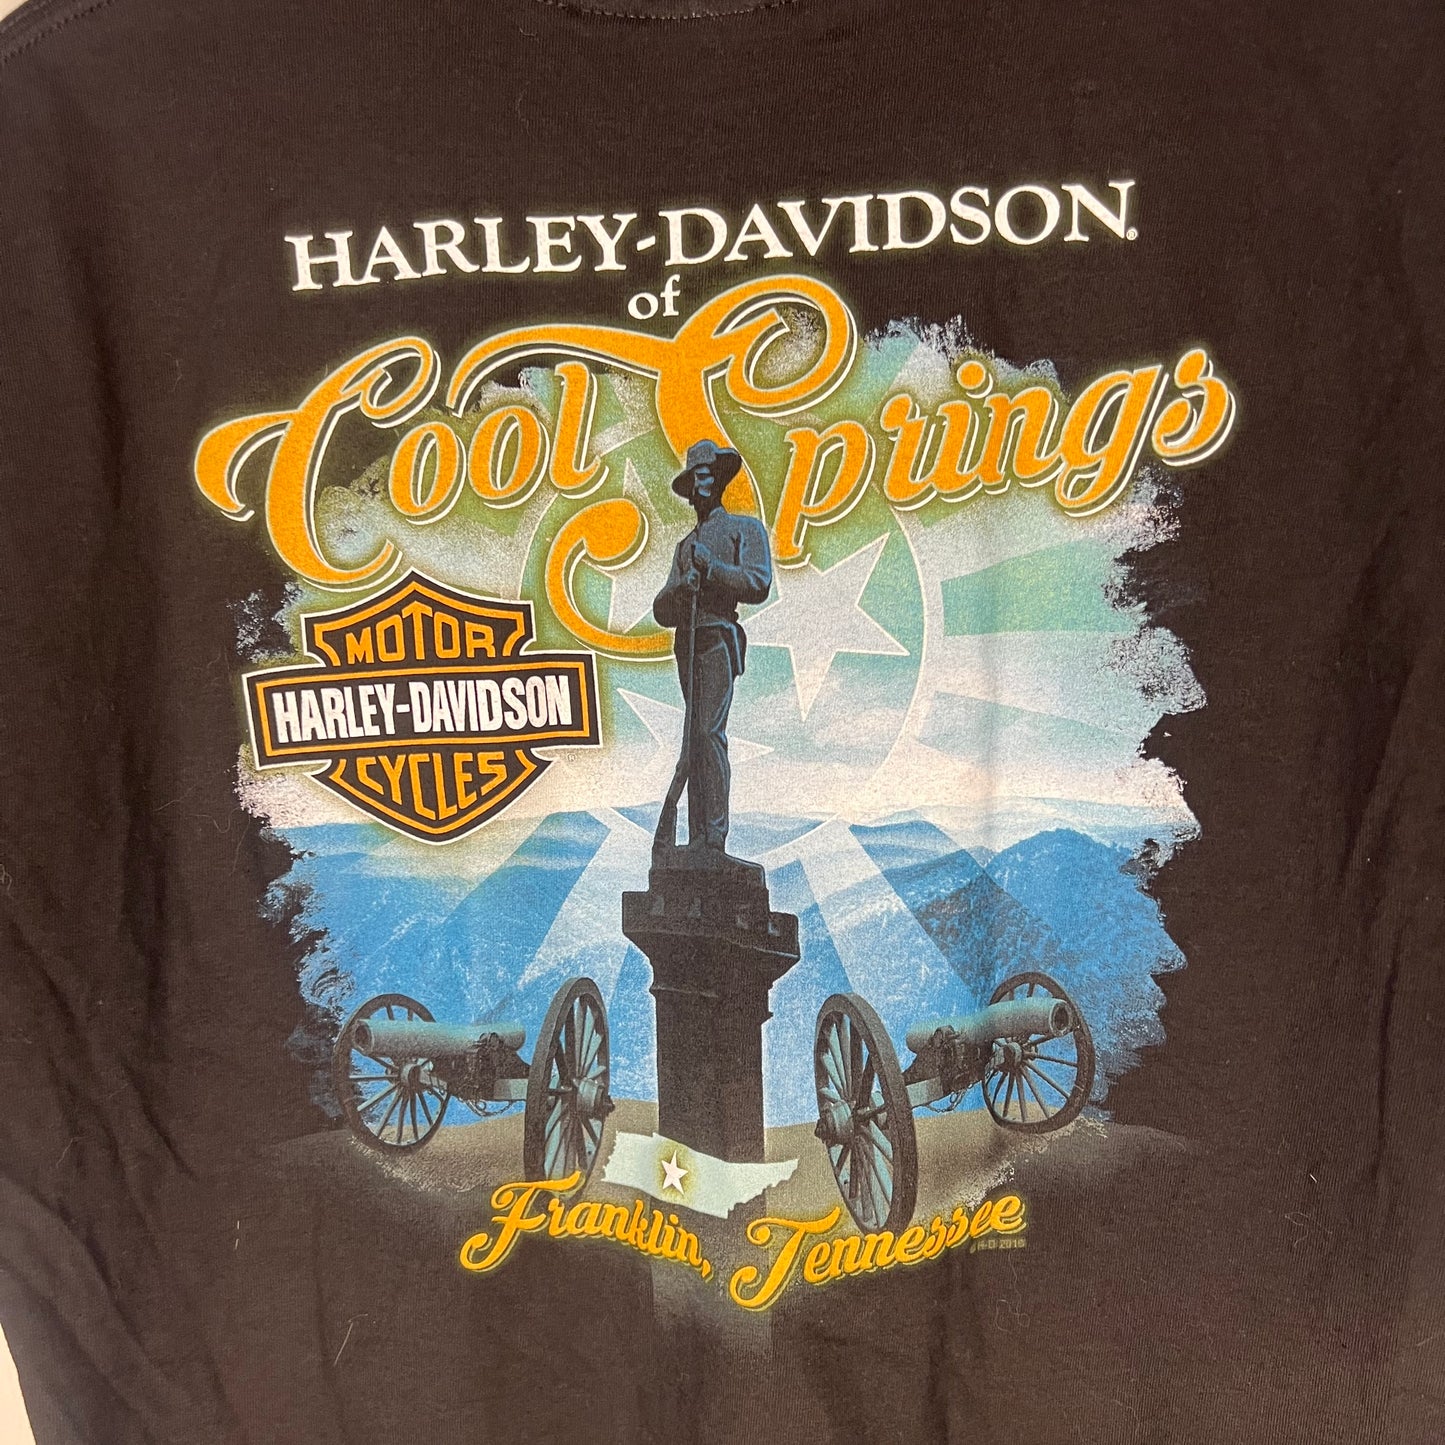 HARLEY-DAVIDSON®
of
Cool Springs
MOTOR
HARLEY-DAVIDSON
CYCLES
Franklin, Tennessee